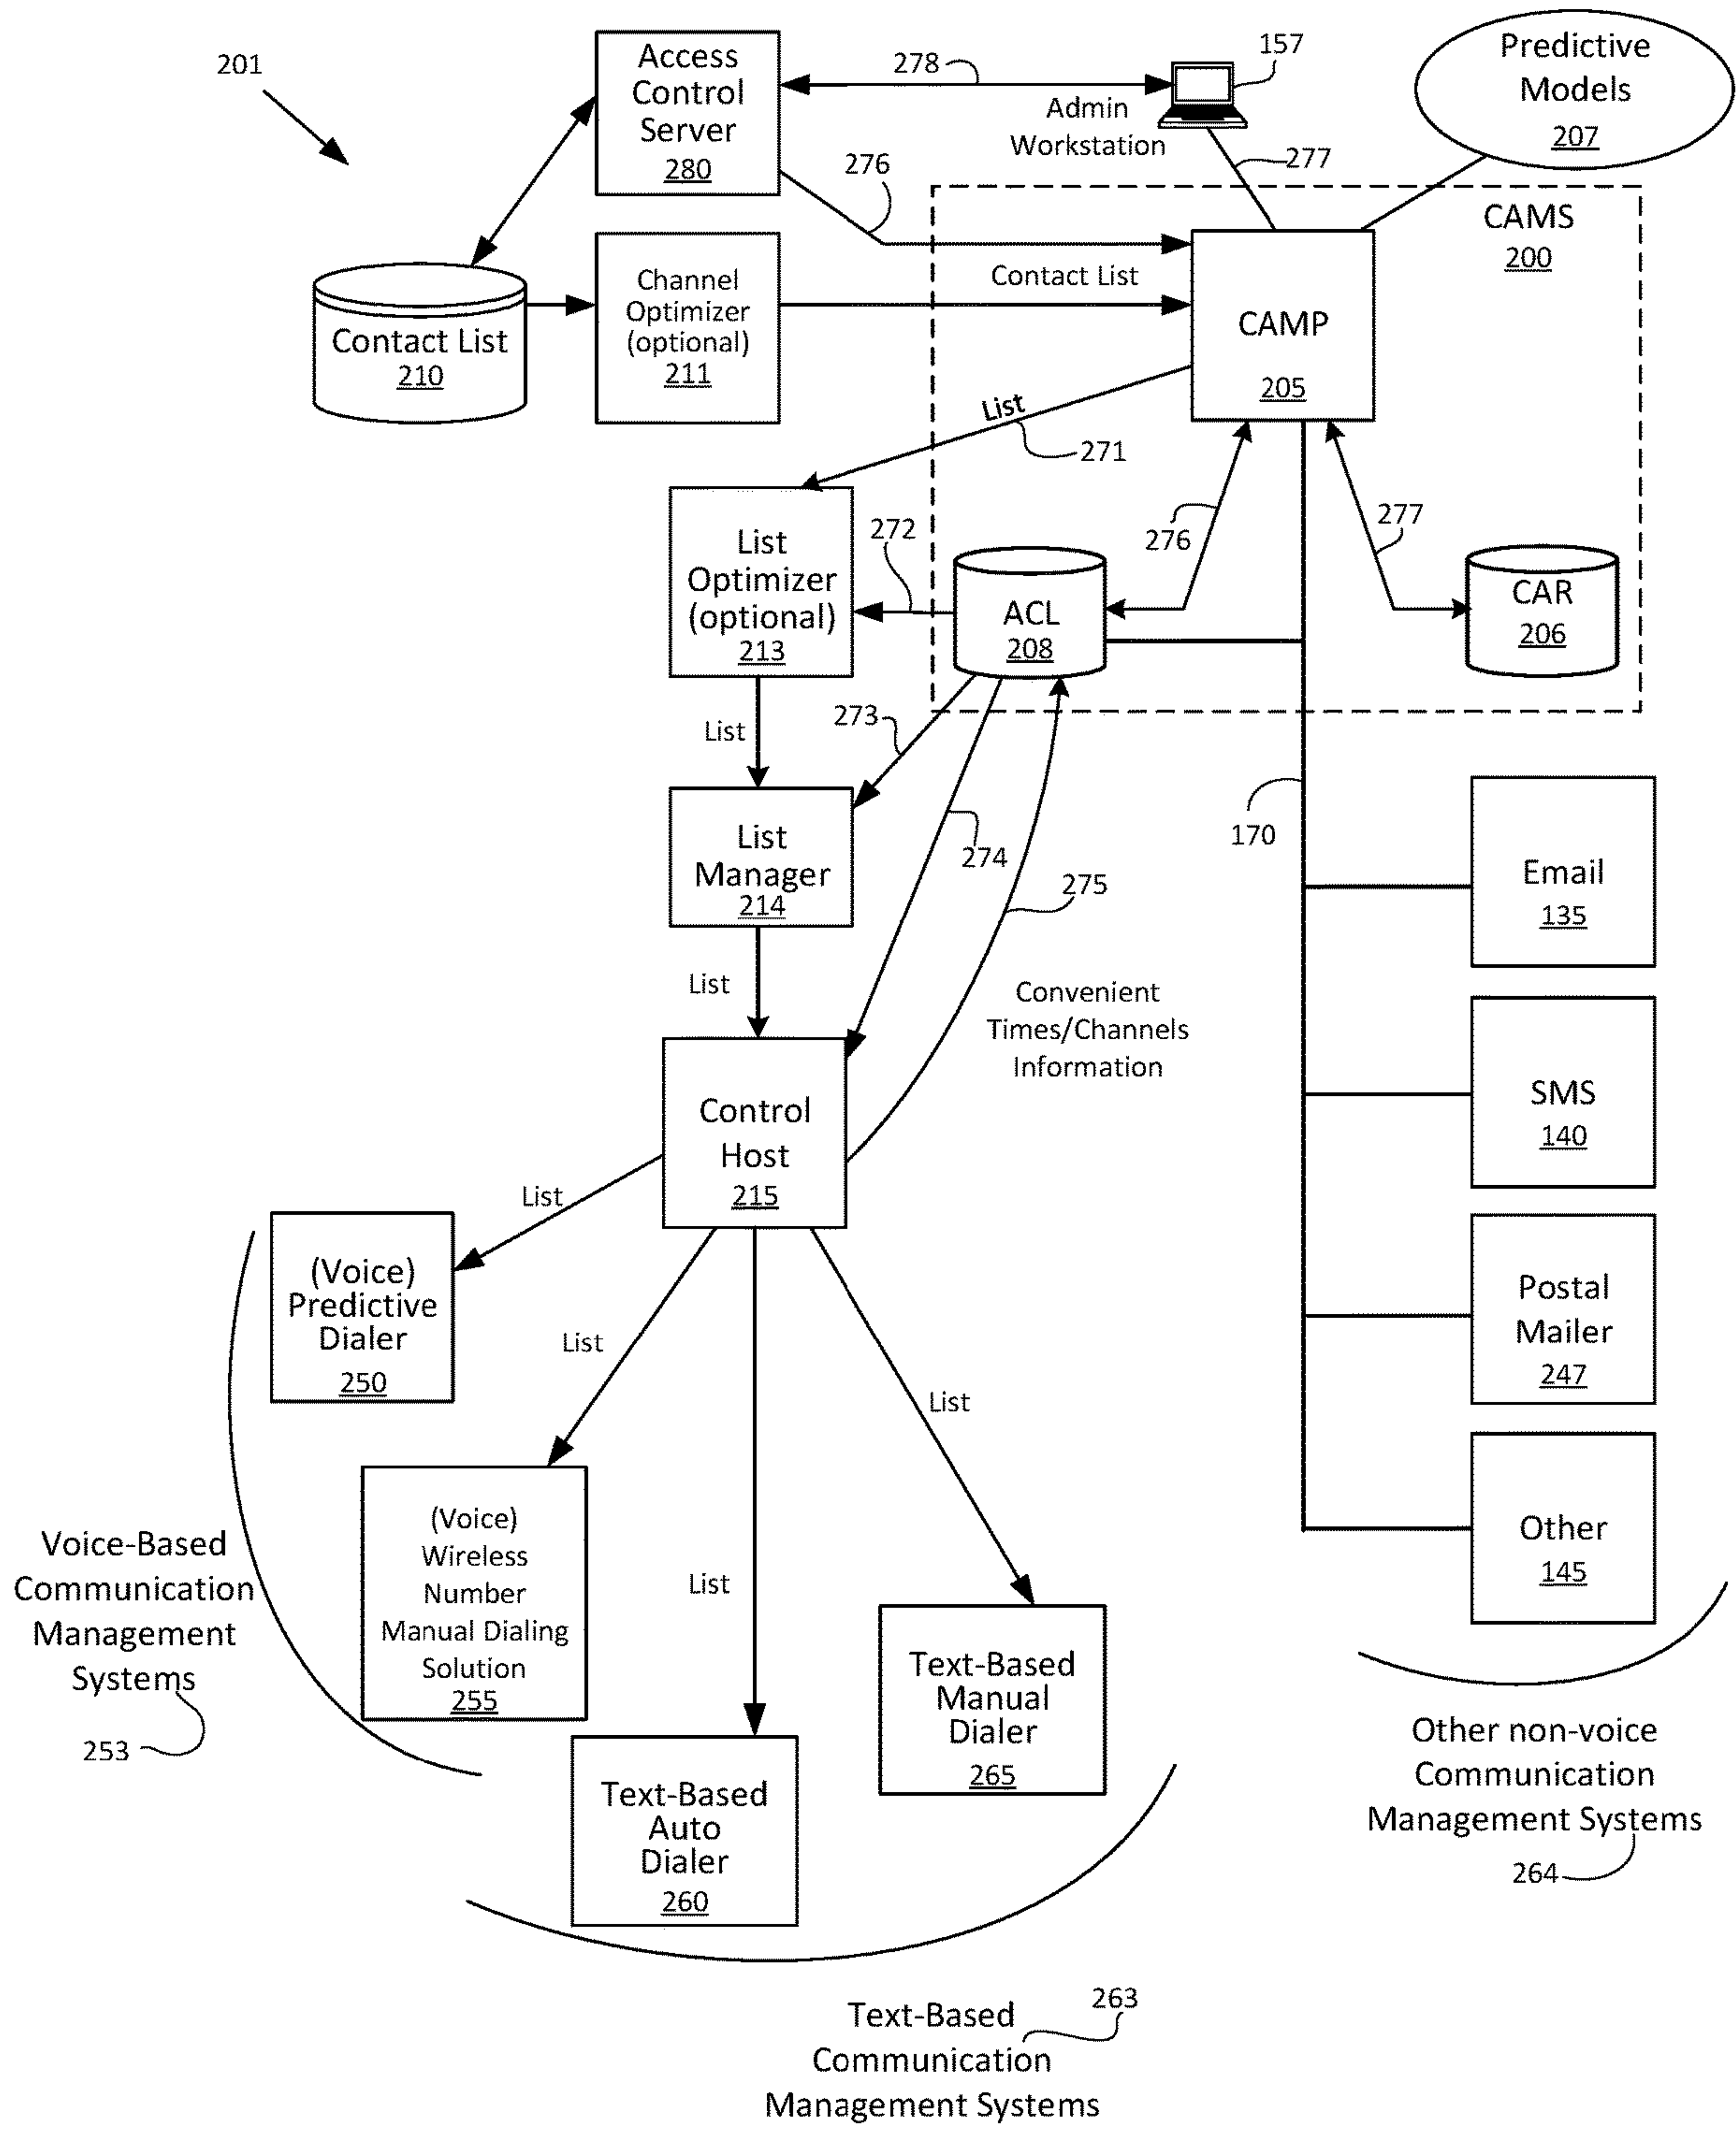 201
Access
Control
Server
280
278
157
Admin
Workstation
Predictive
Models
207
276
277
CAMS
200
Contact List
210
Channel
Optimizer
(optional)
211
Contact List
CAMP
205
List
271
List
Optimizer
(optional)
213
272
ACL
208
276
277
CAR
206
List
273
List
Manager
214
274
275
170
List
Convenient
Times/Channels
Information
Email
135
SMS
140
Postal
Mailer
247
Other
145
Control
Host
215
List
(Voice)
Predictive
Dialer
250
List
List
List
(Voice)
Wireless
Number
Manual Dialing
Solution
255
Voice-Based
Communication
Management
Systems
253
Text-Based
Manual
Dialer
265
Text-Based
Auto
Dialer
260
Other non-voice
Communication
Management Systems
264
Text-Based
Communication
Management Systems
263